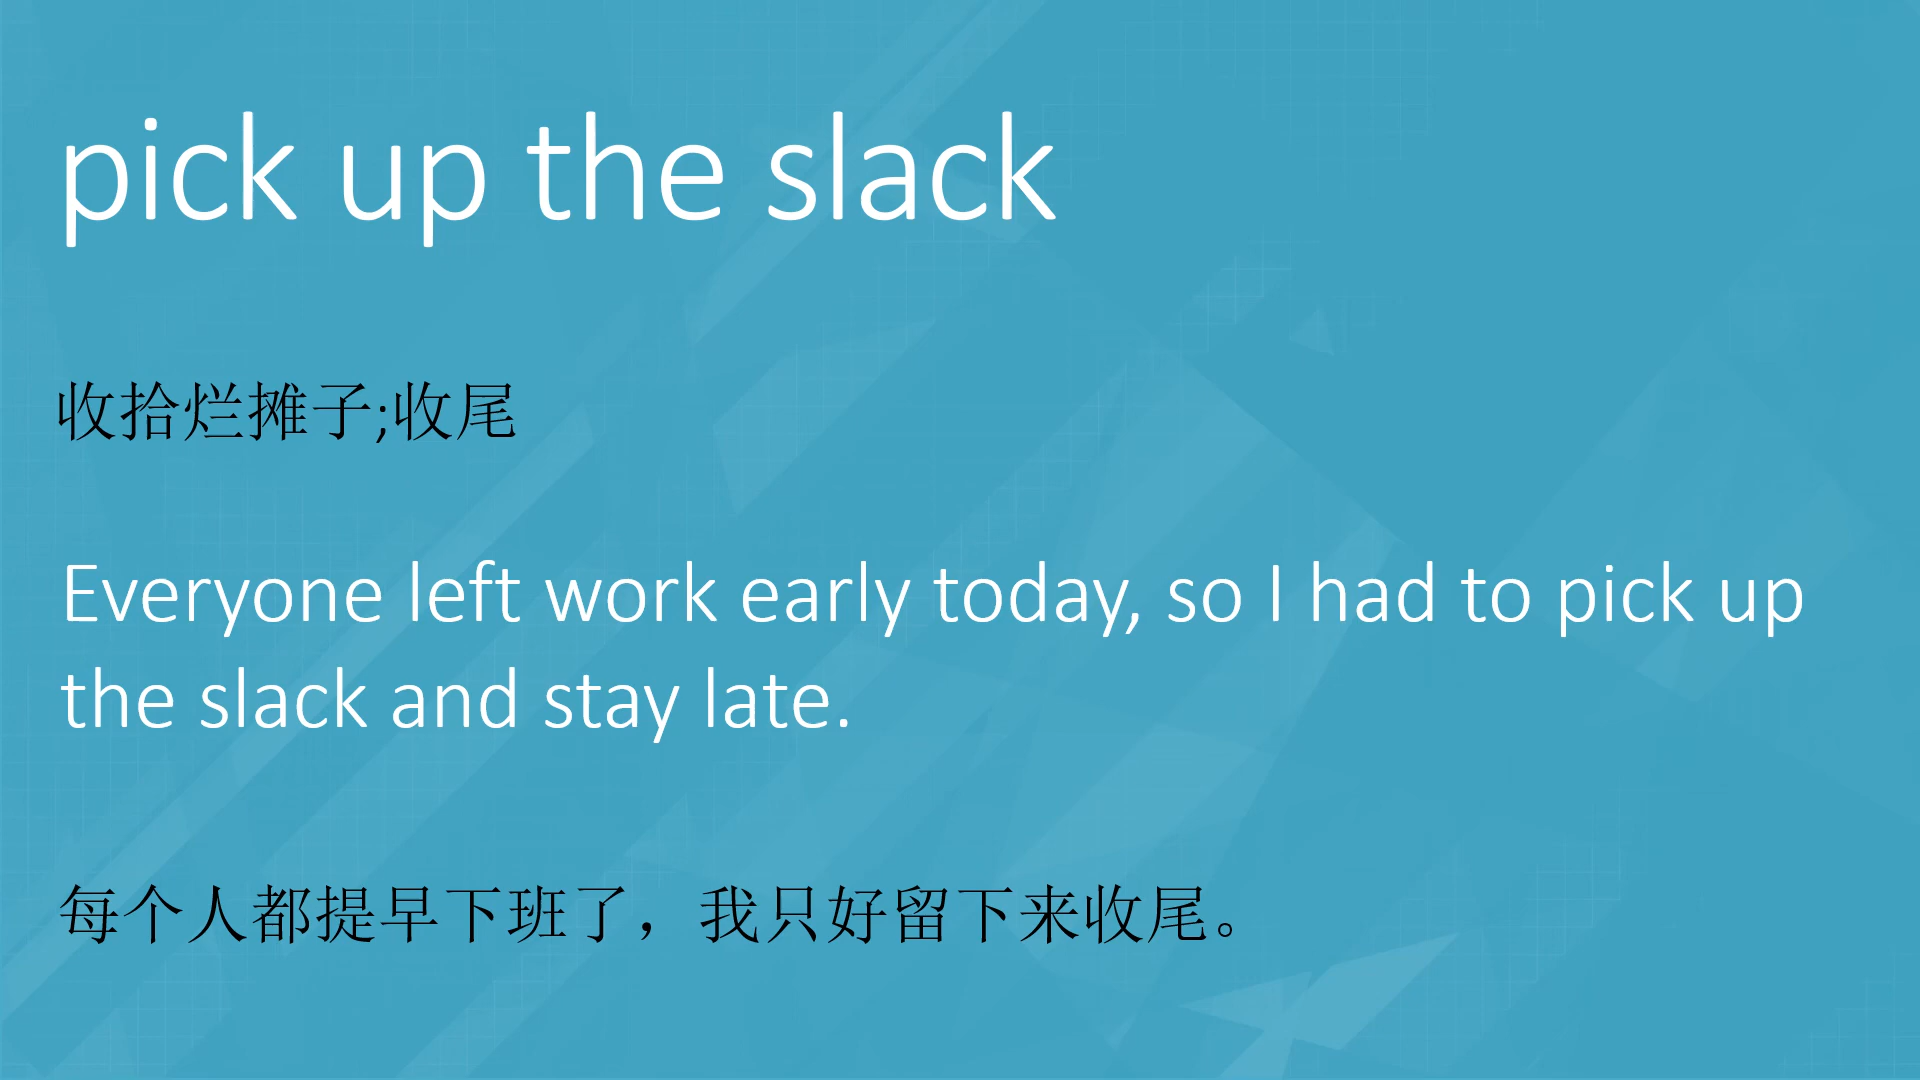 pick up the slack
收拾烂摊子;收尾
Everyone left work early today, so I had to pick up
the slack and stay late.
每个人都提早下班了，我只好留下来收尾。